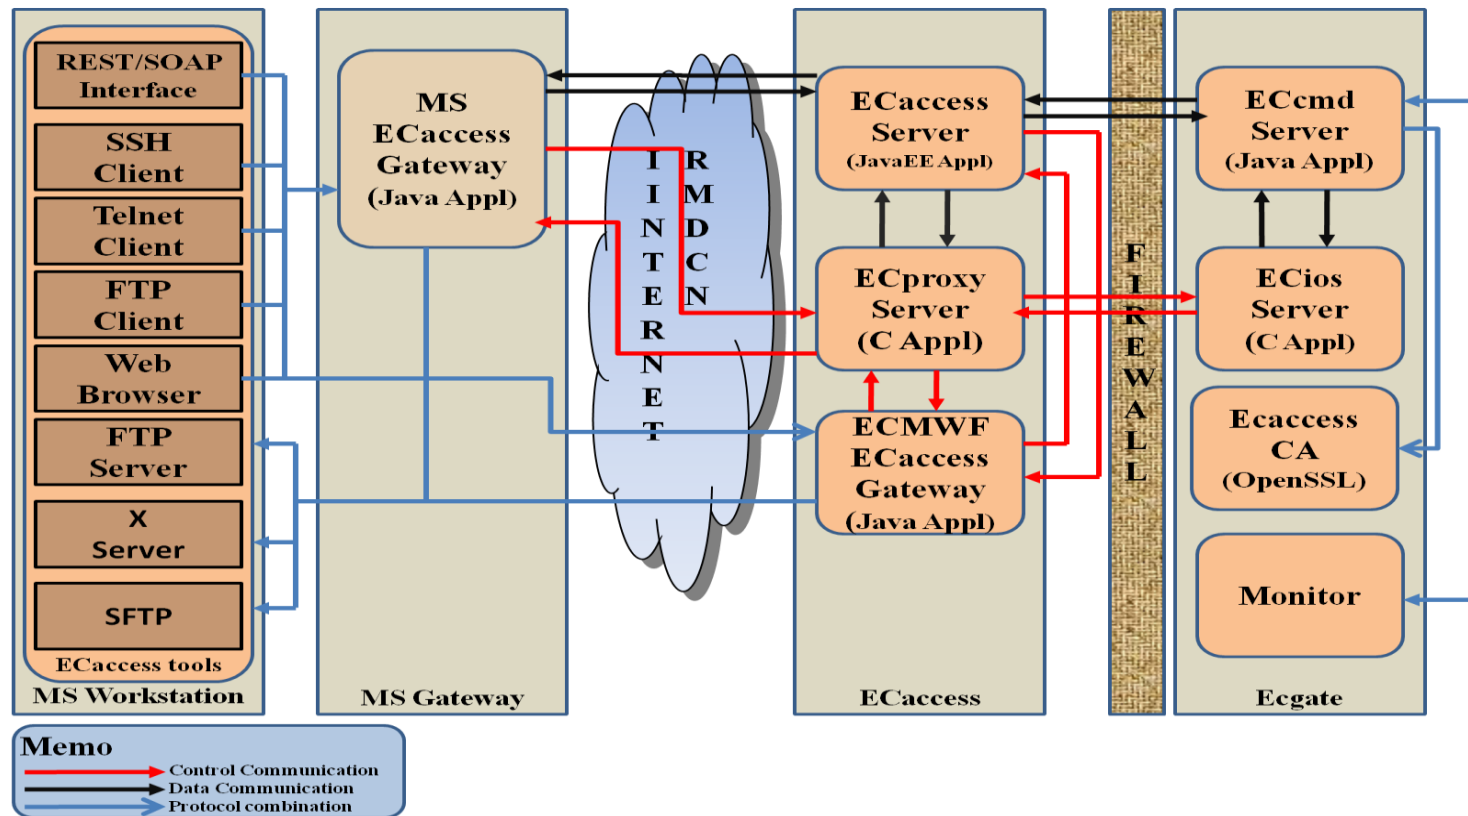 REST/SOAP
Interface
SSH
Client
Telnet
Client
FTP
Client
Web
Browser
FTP
Server
X
Server
SFTP
ECaccess tools
MS Workstation
MS
ECaccess
Gateway
(Java Appl)
MS Gateway
IINTERNET
RMDCN
ECaccess
Server
(JavaEE Appl)
ECproxy
Server
(C Appl)
ECMWF
ECaccess
Gateway
(Java Appl)
ECaccess
FIREWALL
ECcmd
Server
(Java Appl)
ECios
Server
(C Appl)
Ecaccess
CA
(OpenSSL)
Monitor
Ecgate
Memo
Control Communication
Data Communication
Protocol combination